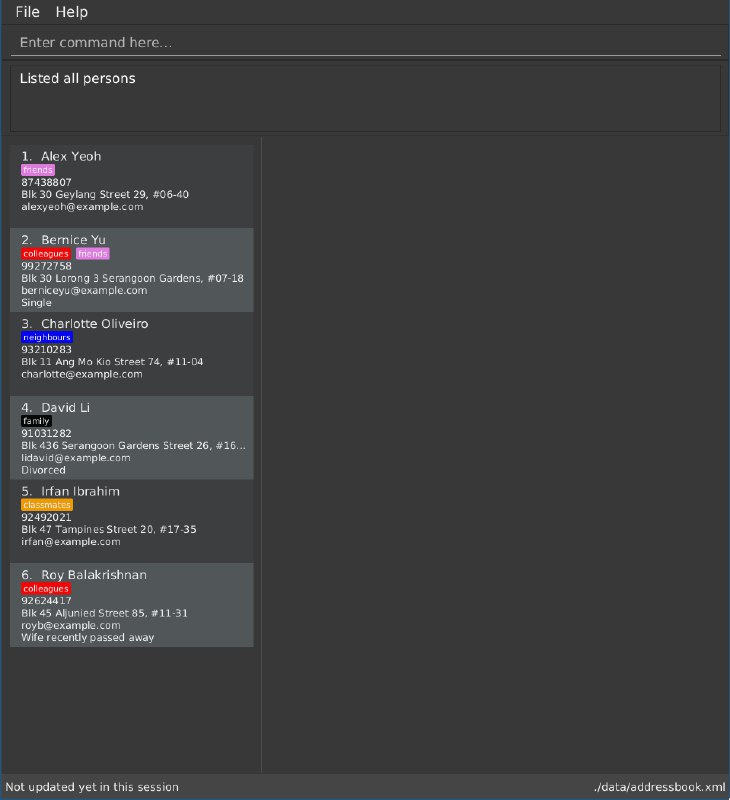 File Help
Enter command here...
Listed all persons
1. Alex Yeoh
friends
87438807
Blk 30 Geylang Street 29, #06-40
alexyeoh@example.com
2. Bernice Yu
colleagues friends
99272758
Blk 30 Lorong 3 Serangoon Gardens, #07-18
berniceyu@example.com
Single
3. Charlotte Oliveiro
neighbours
93210283
Blk 11 Ang Mo Kio Street 74, #11-04
charlotte@example.com
4. David Li
family
91031282
Blk 436 Serangoon Gardens Street 26, #16...
lidavid@example.com
Divorced
5. Irfan Ibrahim
classmates
92492021
Blk 47 Tampines Street 20, #17-35
irfan@example.com
6. Roy Balakrishnan
colleagues
92624417
Blk 45 Aljunied Street 85, #11-31
royb@example.com
Wife recently passed away
Not updated yet in this session ./data/addressbook.xml